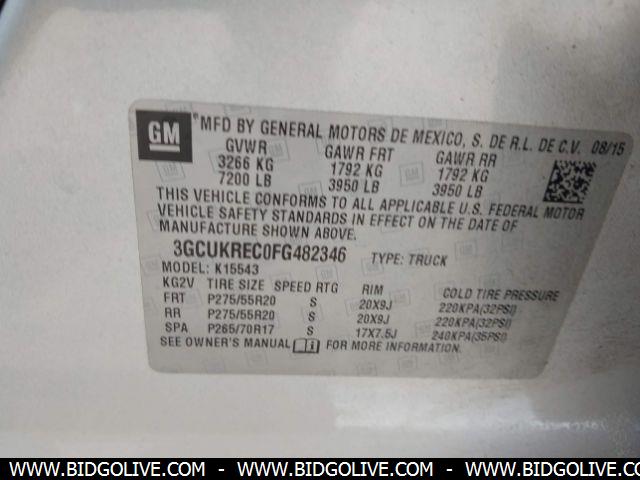 GM ® MFD BY GENERAL MOTORS DE MEXICO, S. DE R.L. DE C.V. 08/15
GVWR GAWR FRT GAWR RR
3266 KG 1792 KG 1792 KG
7200 LB 3950 LB 3950 LB
THIS VEHICLE CONFORMS TO ALL APPLICABLE U.S. FEDERAL MOTOR
VEHICLE SAFETY STANDARDS IN EFFECT ON THE DATE OF
MANUFACTURE SHOWN ABOVE.
3GCUKREC0FG482346 TYPE: TRUCK
MODEL: K15543
KG2V TIRE SIZE SPEED RTG RIM COLD TIRE PRESSURE
FRT P275/55R20 S 20X9J 220KPA(32PSI)
RR P275/55R20 S 20X9J 220KPA(32PSI)
SPA P265/70R17 S 17X7.5J 240KPA(35PSI)
SEE OWNER'S MANUAL FOR MORE INFORMATION.
WWW.BIDGOLIVE.COM - WWW.BIDGOLIVE.COM - WWW.BIDGOLIVE.COM